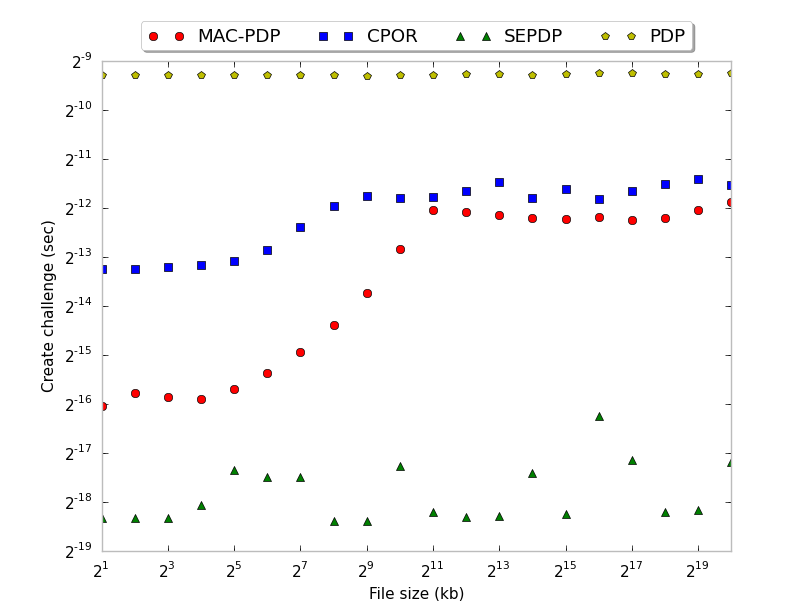 MAC-PDP CPOR SEPDP PDP
2^-9
2^-10
2^-11
2^-12
2^-13
2^-14
2^-15
2^-16
2^-17
2^-18
2^-19
Create challenge (sec)
2^1 2^3 2^5 2^7 2^9 2^11 2^13 2^15 2^17 2^19
File size (kb)